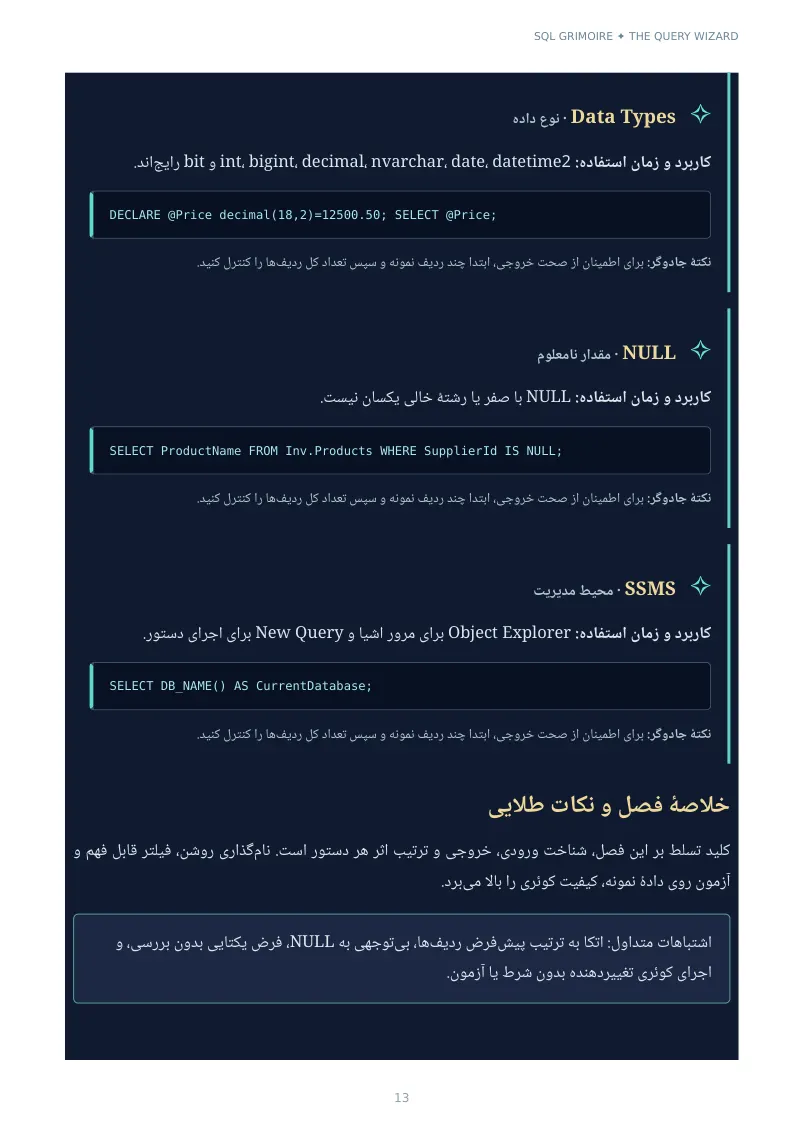 SQL GRIMOIRE ✦ THE QUERY WIZARD
✧ Data Types · نوع داده
کاربرد و زمان استفاده: int، bigint، decimal، nvarchar، date، datetime2 و bit رایج‌اند.
DECLARE @Price decimal(18,2)=12500.50; SELECT @Price;
نکتهٔ جادوگر: برای اطمینان از صحت خروجی، ابتدا چند ردیف نمونه و سپس تعداد کل ردیف‌ها را کنترل کنید.
✧ NULL · مقدار نامعلوم
کاربرد و زمان استفاده: NULL با صفر یا رشتهٔ خالی یکسان نیست.
SELECT ProductName FROM Inv.Products WHERE SupplierId IS NULL;
نکتهٔ جادوگر: برای اطمینان از صحت خروجی، ابتدا چند ردیف نمونه و سپس تعداد کل ردیف‌ها را کنترل کنید.
✧ SSMS · محیط مدیریت
کاربرد و زمان استفاده: Object Explorer برای مرور اشیا و New Query برای اجرای دستور.
SELECT DB_NAME() AS CurrentDatabase;
نکتهٔ جادوگر: برای اطمینان از صحت خروجی، ابتدا چند ردیف نمونه و سپس تعداد کل ردیف‌ها را کنترل کنید.
خلاصهٔ فصل و نکات طلایی
کلید تسلط بر این فصل، شناخت ورودی، خروجی و ترتیب اثر هر دستور است. نام‌گذاری روشن، فیلتر قابل فهم و
آزمون روی دادهٔ نمونه، کیفیت کوئری را بالا می‌برد.
اشتباهات متداول: اتکا به ترتیب پیش‌فرض ردیف‌ها، بی‌توجهی به NULL، فرض یکتایی بدون بررسی، و
اجرای کوئری تغییردهنده بدون شرط یا آزمون.
13